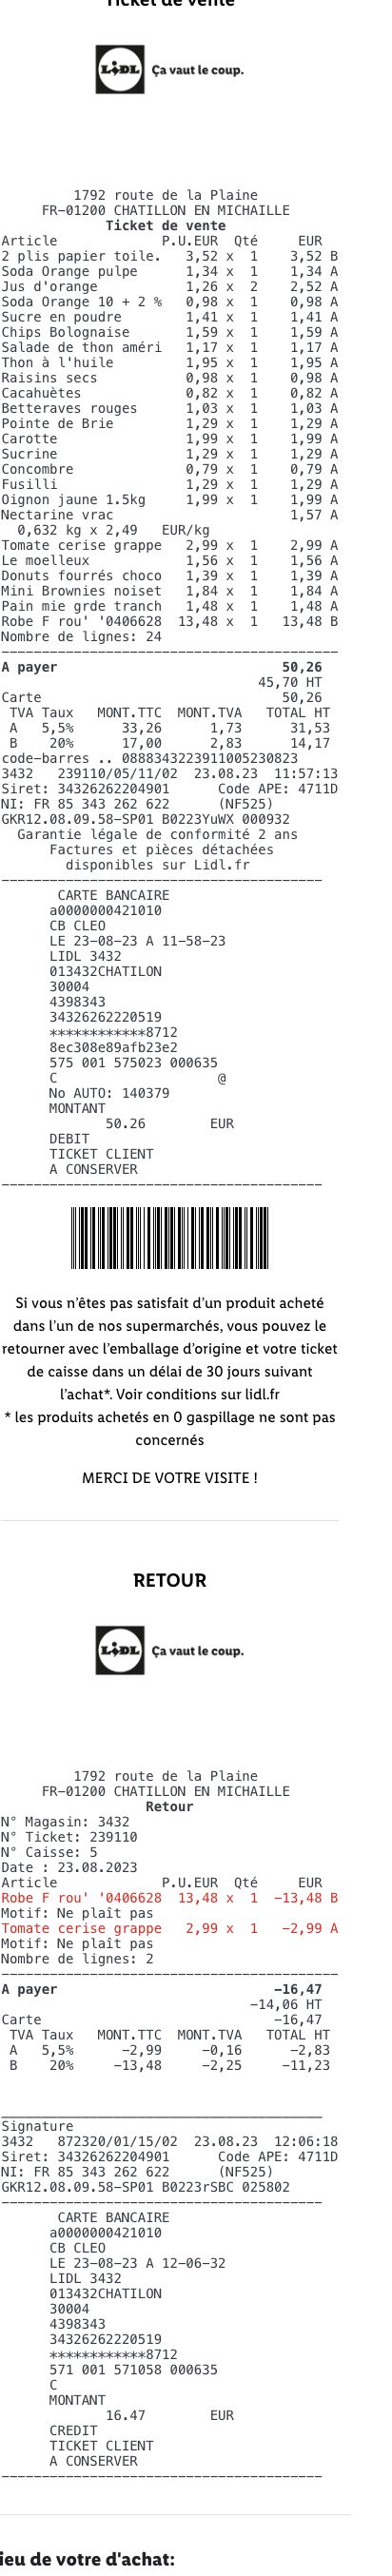 Ticket de vente
LIDL Ça vaut le coup.
1792 route de la Plaine
FR-01200 CHATILLON EN MICHAILLE
Ticket de vente
Article P.U.EUR Qté EUR
2 plis papier toile. 3,52 x 1 3,52 B
Soda Orange pulpe 1,34 x 1 1,34 A
Jus d'orange 1,26 x 2 2,52 A
Soda Orange 10 + 2 % 0,98 x 1 0,98 A
Sucre en poudre 1,41 x 1 1,41 A
Chips Bolognaise 1,59 x 1 1,59 A
Salade de thon améri 1,17 x 1 1,17 A
Thon à l'huile 1,95 x 1 1,95 A
Raisins secs 0,98 x 1 0,98 A
Cacahuètes 0,82 x 1 0,82 A
Betteraves rouges 1,03 x 1 1,03 A
Pointe de Brie 1,29 x 1 1,29 A
Carotte 1,99 x 1 1,99 A
Sucrine 1,29 x 1 1,29 A
Concombre 0,79 x 1 0,79 A
Fusilli 1,29 x 1 1,29 A
Oignon jaune 1.5kg 1,99 x 1 1,99 A
Nectarine vrac 1,57 A
0,632 kg x 2,49 EUR/kg
Tomate cerise grappe 2,99 x 1 2,99 A
Le moelleux 1,56 x 1 1,56 A
Donuts fourrés choco 1,39 x 1 1,39 A
Mini Brownies noiset 1,84 x 1 1,84 A
Pain mie grde tranch 1,48 x 1 1,48 A
Robe F rou' '0406628 13,48 x 1 13,48 B
Nombre de lignes: 24
A payer 50,26
45,70 HT
Carte 50,26
TVA Taux MONT.TTC MONT.TVA TOTAL HT
A 5,5% 33,26 1,73 31,53
B 20% 17,00 2,83 14,17
code-barres .. 0888343223911005230823
3432 239110/05/11/02 23.08.23 11:57:13
Siret: 34326262204901 Code APE: 4711D
NI: FR 85 343 262 622 (NF525)
GKR12.08.09.58-SP01 B0223YuWX 000932
Garantie légale de conformité 2 ans
Factures et pièces détachées
disponibles sur Lidl.fr
CARTE BANCAIRE
a0000000421010
CB CLEO
LE 23-08-23 A 11-58-23
LIDL 3432
013432CHATILON
30004
4398343
34326262220519
************8712
8ec308e89afb23e2
575 001 575023 000635
C @
No AUTO: 140379
MONTANT
50.26 EUR
DEBIT
TICKET CLIENT
A CONSERVER
Si vous n'êtes pas satisfait d'un produit acheté
dans l'un de nos supermarchés, vous pouvez le
retourner avec l'emballage d'origine et votre ticket
de caisse dans un délai de 30 jours suivant
l'achat*. Voir conditions sur lidl.fr
* les produits achetés en 0 gaspillage ne sont pas
concernés
MERCI DE VOTRE VISITE !
RETOUR
LIDL Ça vaut le coup.
1792 route de la Plaine
FR-01200 CHATILLON EN MICHAILLE
Retour
N° Magasin: 3432
N° Ticket: 239110
N° Caisse: 5
Date : 23.08.2023
Article P.U.EUR Qté EUR
Robe F rou' '0406628 13,48 x 1 -13,48 B
Motif: Ne plaît pas
Tomate cerise grappe 2,99 x 1 -2,99 A
Motif: Ne plaît pas
Nombre de lignes: 2
A payer -16,47
-14,06 HT
Carte -16,47
TVA Taux MONT.TTC MONT.TVA TOTAL HT
A 5,5% -2,99 -0,16 -2,83
B 20% -13,48 -2,25 -11,23
Signature
3432 872320/01/15/02 23.08.23 12:06:18
Siret: 34326262204901 Code APE: 4711D
NI: FR 85 343 262 622 (NF525)
GKR12.08.09.58-SP01 B0223rSBC 025802
CARTE BANCAIRE
a0000000421010
CB CLEO
LE 23-08-23 A 12-06-32
LIDL 3432
013432CHATILON
30004
4398343
34326262220519
************8712
571 001 571058 000635
C
MONTANT
16.47 EUR
CREDIT
TICKET CLIENT
A CONSERVER
ieu de votre d'achat: